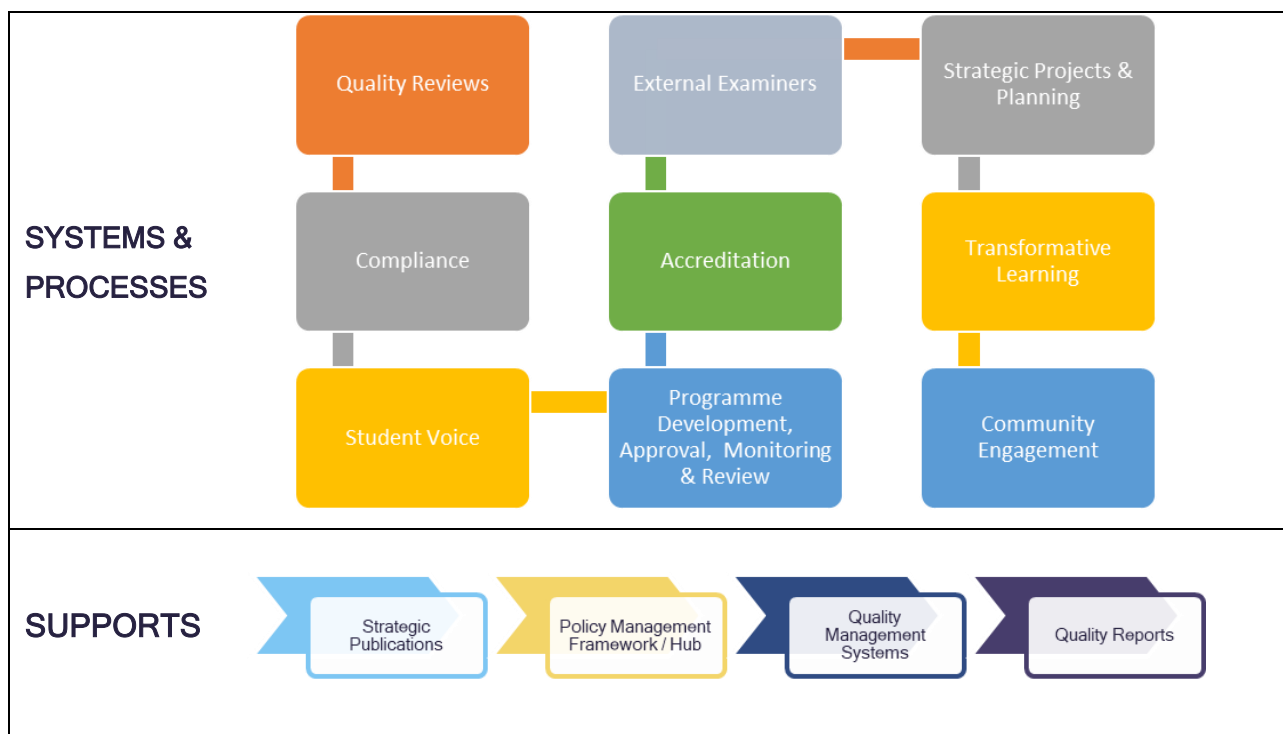 SYSTEMS &
PROCESSES
Quality Reviews
External Examiners
Strategic Projects &
Planning
Compliance
Accreditation
Transformative
Learning
Student Voice
Programme
Development,
Approval, Monitoring
& Review
Community
Engagement
SUPPORTS
Strategic
Publications
Policy Management
Framework / Hub
Quality
Management
Systems
Quality Reports